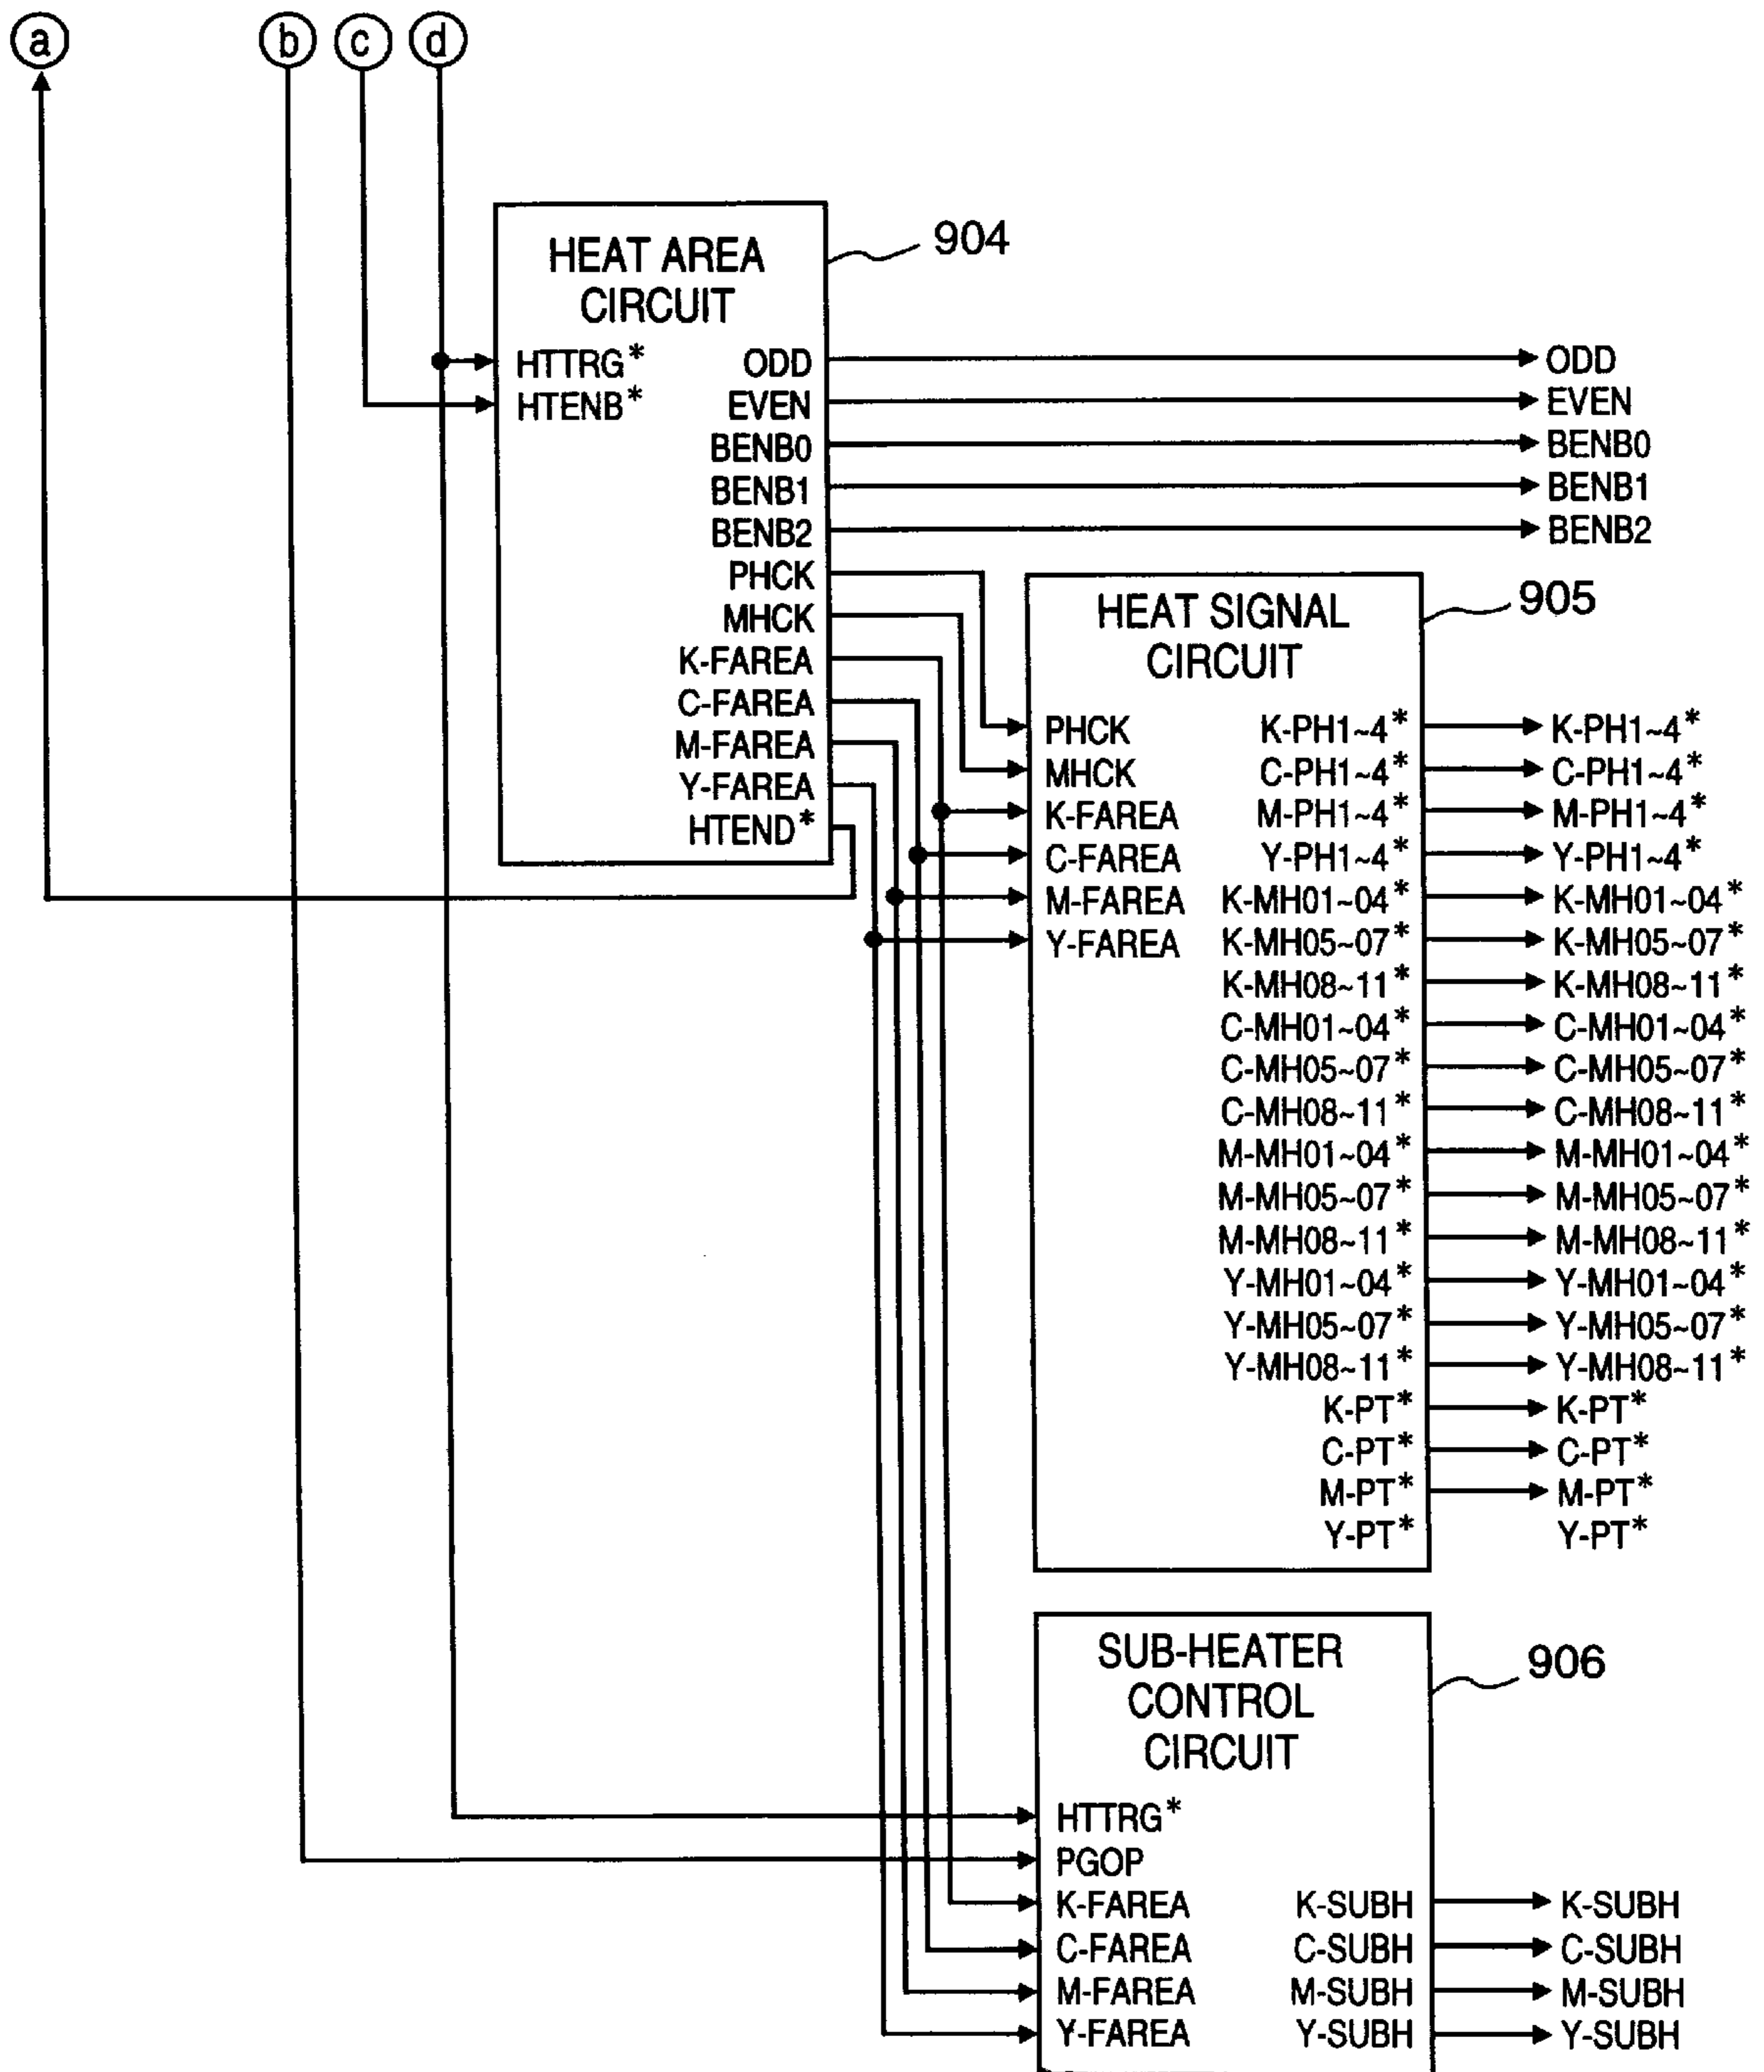 a b c d
904
HEAT AREA
CIRCUIT
HTTRG* ODD ODD
HTENB* EVEN EVEN
BENB0 BENB0
BENB1 BENB1
BENB2 BENB2
PHCK
MHCK
K-FAREA
C-FAREA
M-FAREA
Y-FAREA
HTEND*
905
HEAT SIGNAL
CIRCUIT
PHCK K-PH1~4* K-PH1~4*
MHCK C-PH1~4* C-PH1~4*
K-FAREA M-PH1~4* M-PH1~4*
C-FAREA Y-PH1~4* Y-PH1~4*
M-FAREA K-MH01~04* K-MH01~04*
Y-FAREA K-MH05~07* K-MH05~07*
K-MH08~11* K-MH08~11*
C-MH01~04* C-MH01~04*
C-MH05~07* C-MH05~07*
C-MH08~11* C-MH08~11*
M-MH01~04* M-MH01~04*
M-MH05~07* M-MH05~07*
M-MH08~11* M-MH08~11*
Y-MH01~04* Y-MH01~04*
Y-MH05~07* Y-MH05~07*
Y-MH08~11* Y-MH08~11*
K-PT* K-PT*
C-PT* C-PT*
M-PT* M-PT*
Y-PT* Y-PT*
906
SUB-HEATER
CONTROL
CIRCUIT
HTTRG*
PGOP
K-FAREA K-SUBH K-SUBH
C-FAREA C-SUBH C-SUBH
M-FAREA M-SUBH M-SUBH
Y-FAREA Y-SUBH Y-SUBH